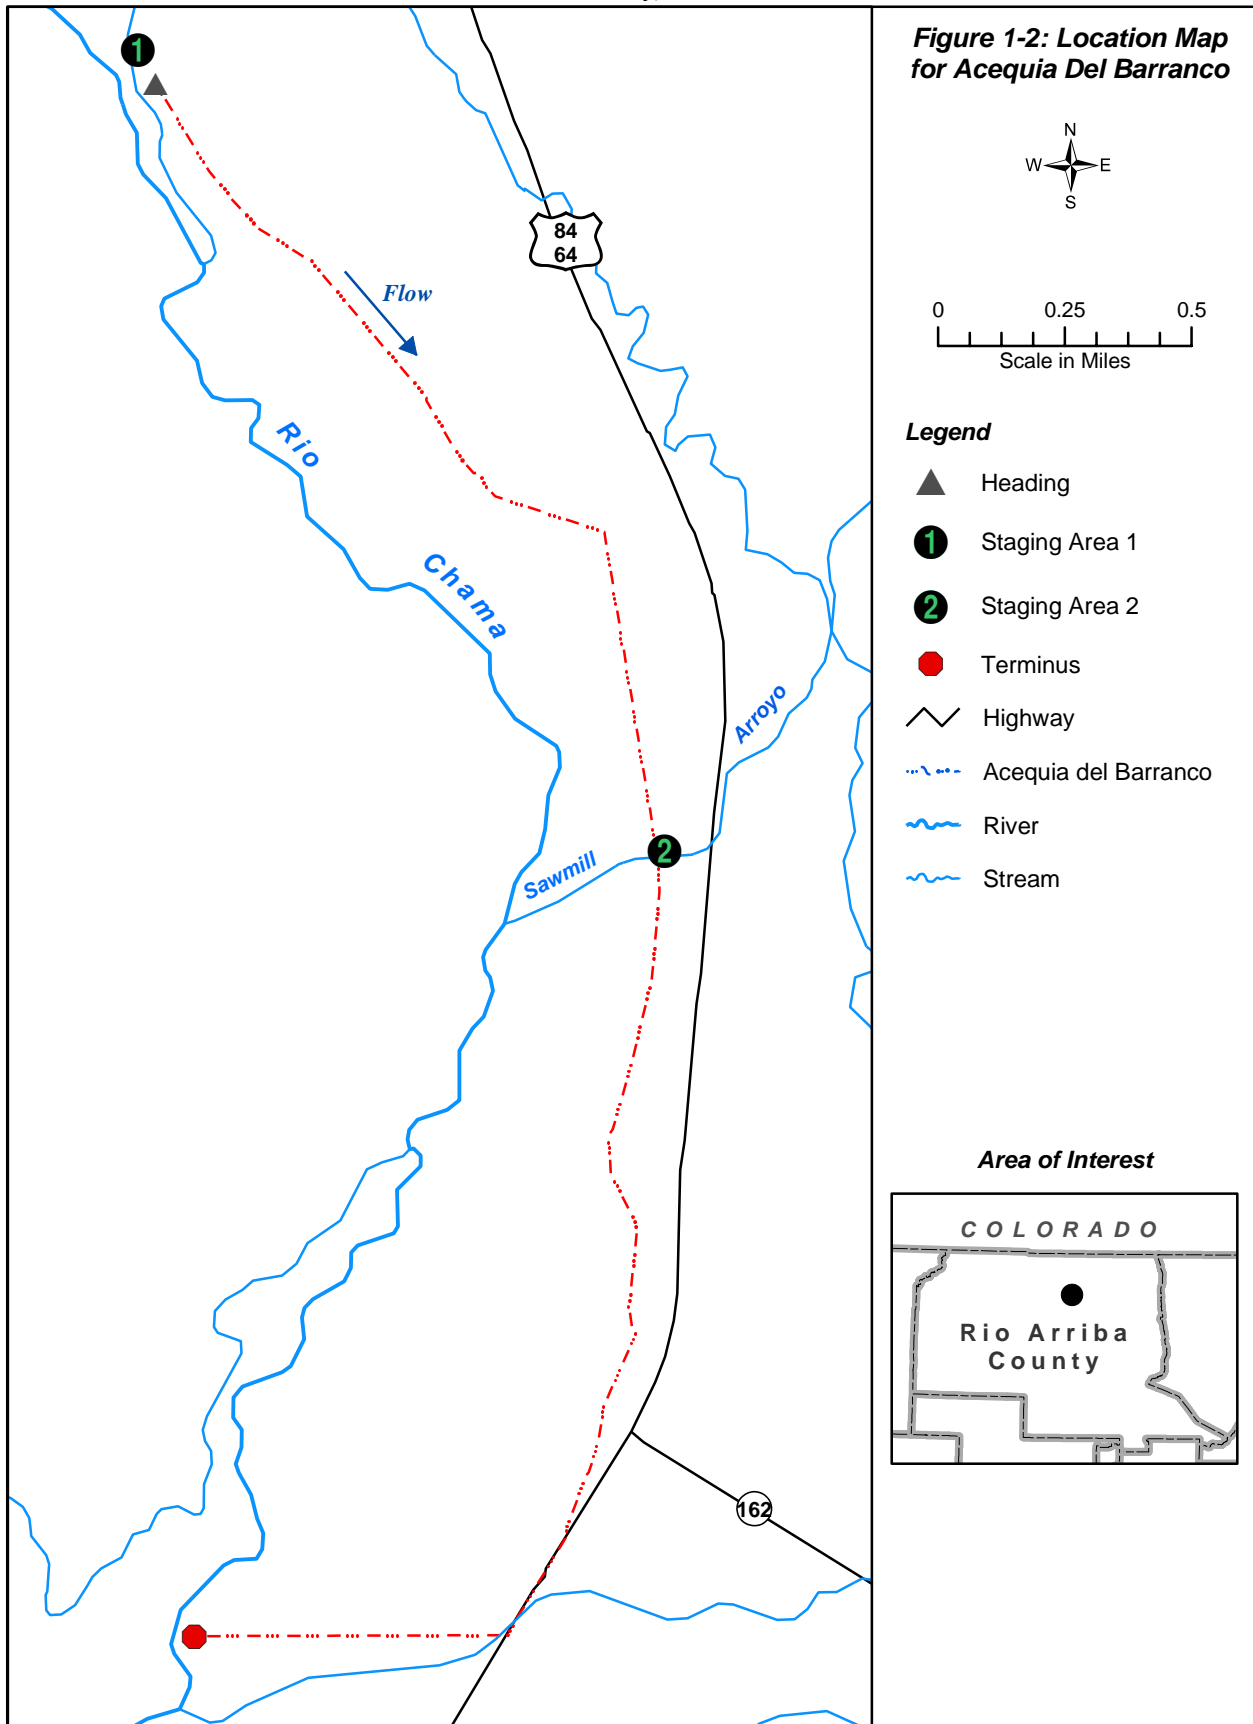 Figure 1-2: Location Map
for Acequia Del Barranco
N
W E
S
0 0.25 0.5
Scale in Miles
Legend
Heading
1 Staging Area 1
2 Staging Area 2
Terminus
Highway
Acequia del Barranco
River
Stream
Area of Interest
COLORADO
Rio Arriba
County
1
84
64
Flow
Rio
Chama
Arroyo
2
Sawmill
162